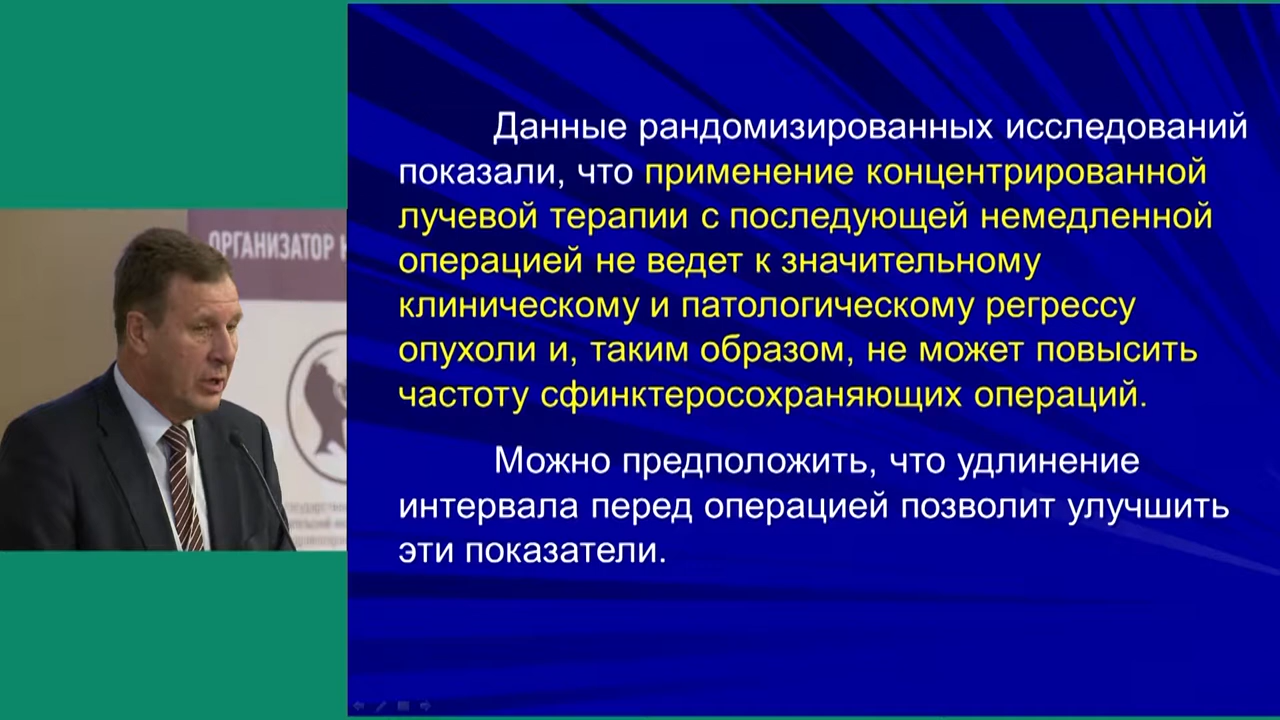 ОРГАНИЗАТОР
Данные рандомизированных исследований
показали, что применение концентрированной
лучевой терапии с последующей немедленной
операцией не ведет к значительному
клиническому и патологическому регрессу
опухоли и, таким образом, не может повысить
частоту сфинктеросохраняющих операций.
Можно предположить, что удлинение
интервала перед операцией позволит улучшить
эти показатели.